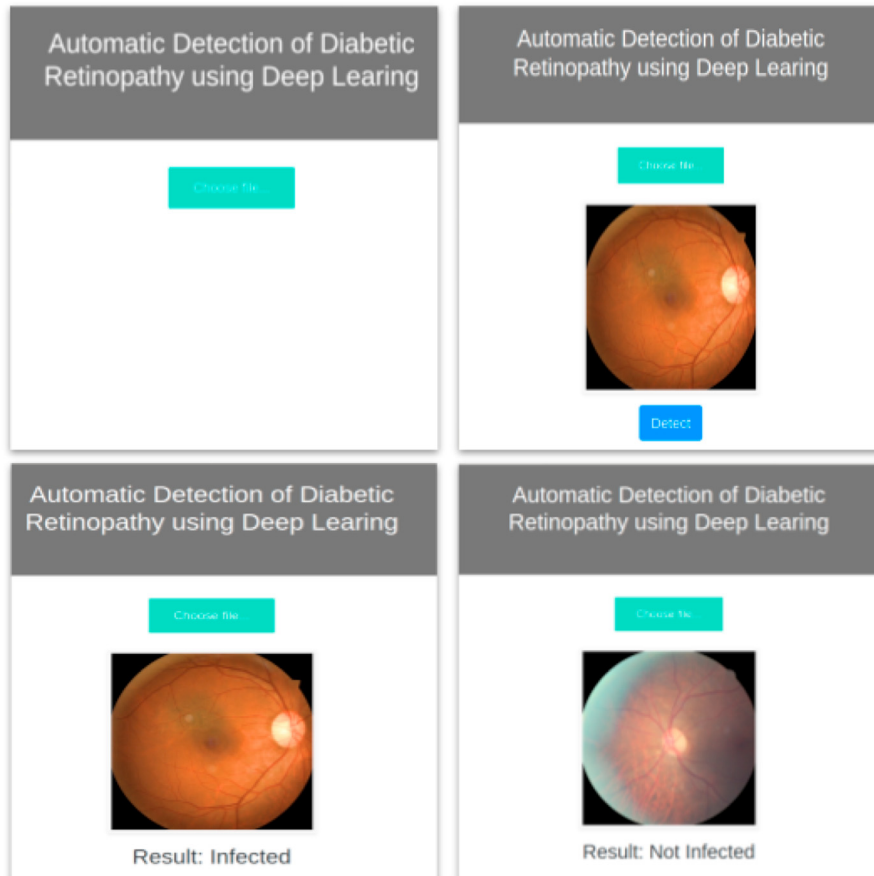 Automatic Detection of Diabetic
Retinopathy using Deep Learing
Choose file...
Automatic Detection of Diabetic
Retinopathy using Deep Learing
Choose file...
Detect
Automatic Detection of Diabetic
Retinopathy using Deep Learing
Choose file...
Result: Infected
Automatic Detection of Diabetic
Retinopathy using Deep Learing
Choose file...
Result: Not Infected